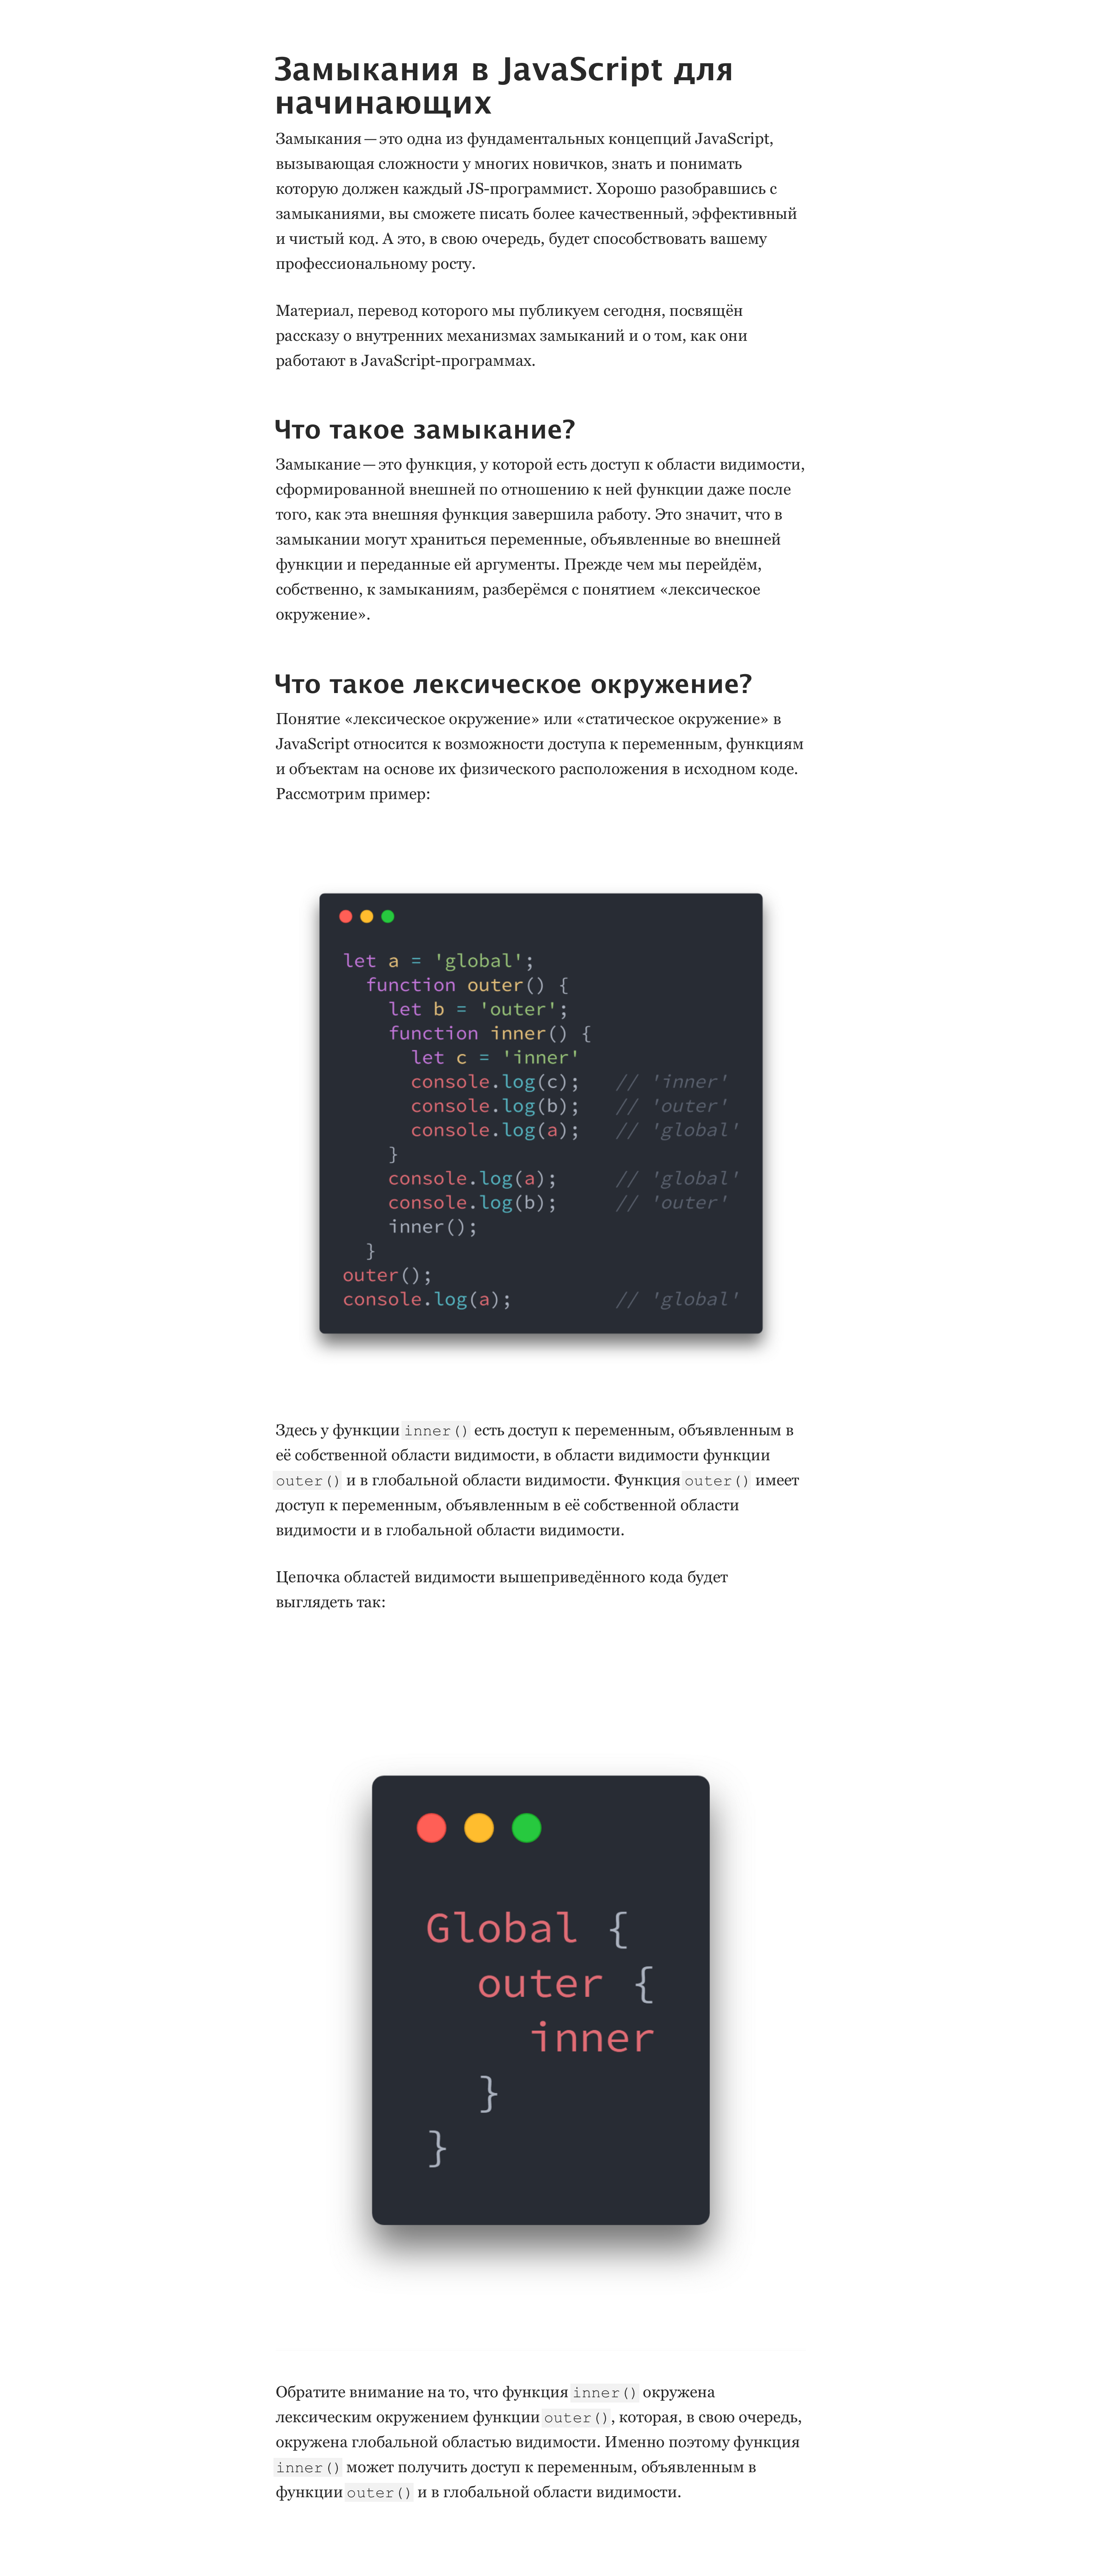 Замыкания в JavaScript для
начинающих
Замыкания — это одна из фундаментальных концепций JavaScript,
вызывающая сложности у многих новичков, знать и понимать
которую должен каждый JS-программист. Хорошо разобравшись с
замыканиями, вы сможете писать более качественный, эффективный
и чистый код. А это, в свою очередь, будет способствовать вашему
профессиональному росту.
Материал, перевод которого мы публикуем сегодня, посвящён
рассказу о внутренних механизмах замыканий и о том, как они
работают в JavaScript-программах.
Что такое замыкание?
Замыкание — это функция, у которой есть доступ к области видимости,
сформированной внешней по отношению к ней функции даже после
того, как эта внешняя функция завершила работу. Это значит, что в
замыкании могут храниться переменные, объявленные во внешней
функции и переданные ей аргументы. Прежде чем мы перейдём,
собственно, к замыканиям, разберёмся с понятием «лексическое
окружение».
Что такое лексическое окружение?
Понятие «лексическое окружение» или «статическое окружение» в
JavaScript относится к возможности доступа к переменным, функциям
и объектам на основе их физического расположения в исходном коде.
Рассмотрим пример:
let a = 'global';
  function outer() {
    let b = 'outer';
    function inner() {
      let c = 'inner'
      console.log(c);   // 'inner'
      console.log(b);   // 'outer'
      console.log(a);   // 'global'
    }
    console.log(a);     // 'global'
    console.log(b);     // 'outer'
    inner();
  }
outer();
console.log(a);         // 'global'
Здесь у функции inner() есть доступ к переменным, объявленным в
её собственной области видимости, в области видимости функции
outer() и в глобальной области видимости. Функция outer() имеет
доступ к переменным, объявленным в её собственной области
видимости и в глобальной области видимости.
Цепочка областей видимости вышеприведённого кода будет
выглядеть так:
Global {
  outer {
    inner
  }
}
Обратите внимание на то, что функция inner() окружена
лексическим окружением функции outer(), которая, в свою очередь,
окружена глобальной областью видимости. Именно поэтому функция
inner() может получить доступ к переменным, объявленным в
функции outer() и в глобальной области видимости.